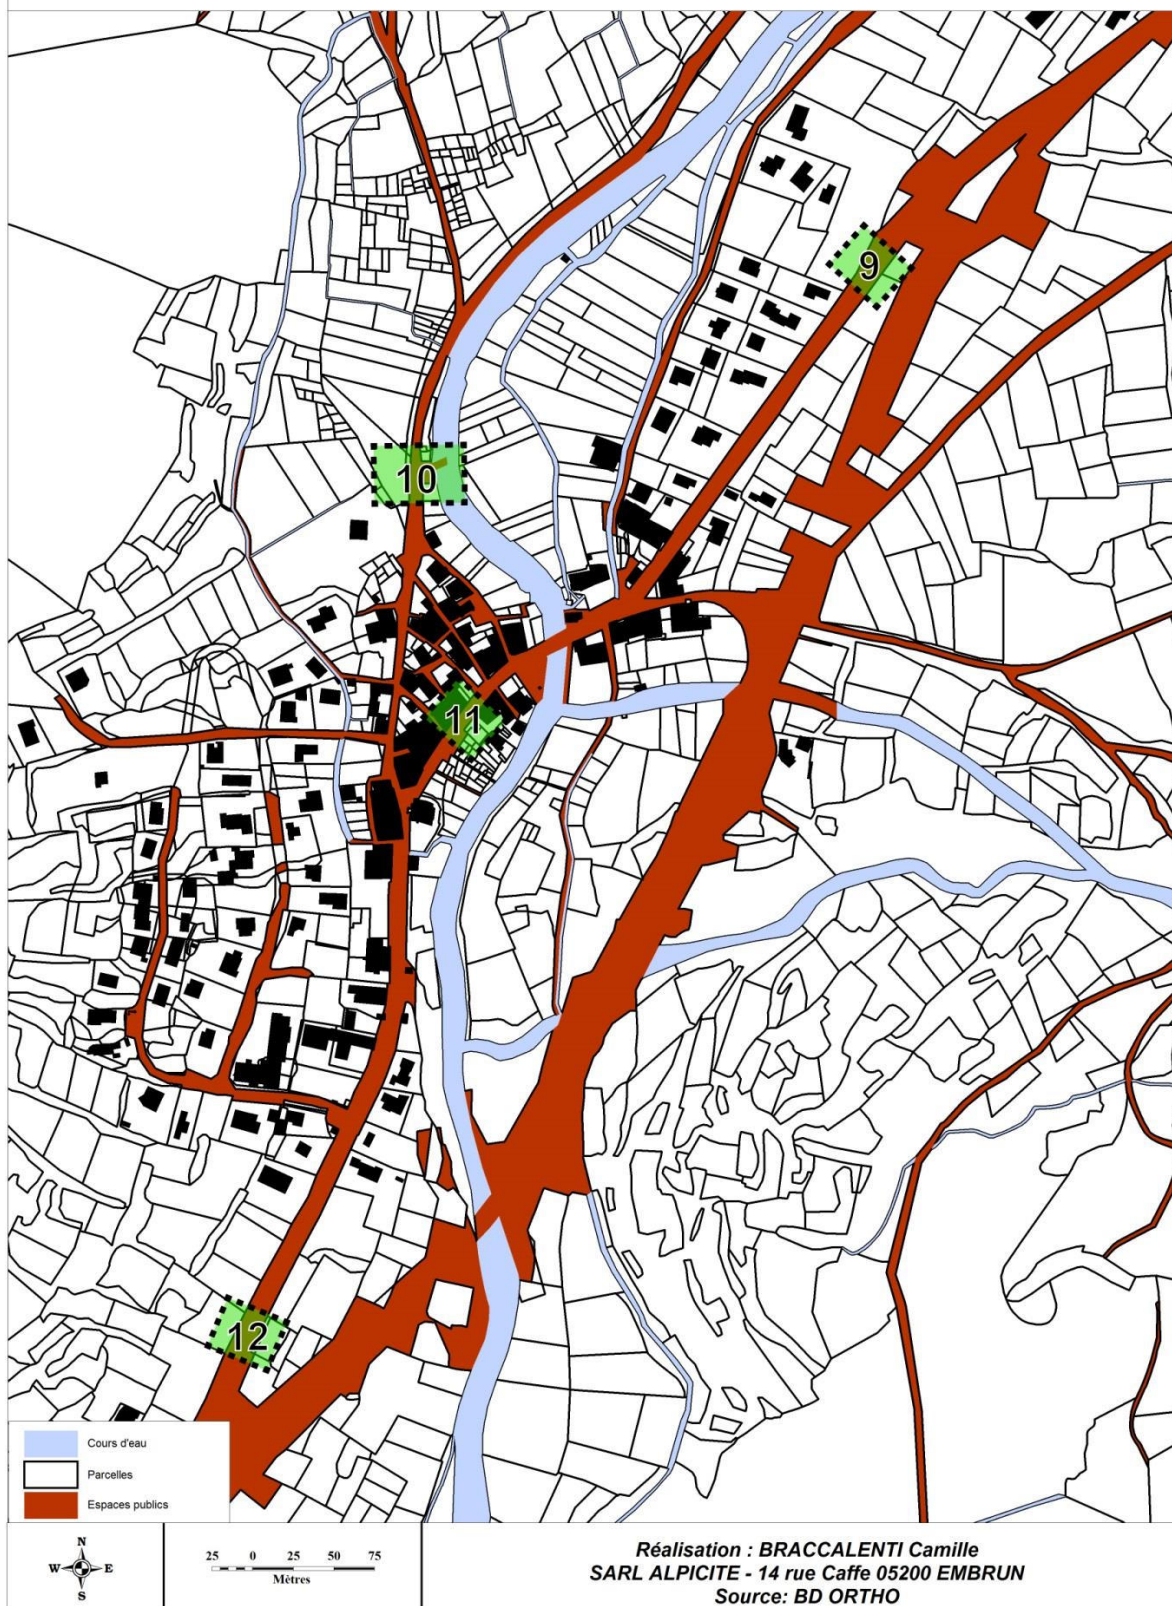 9
10
11
12
Cours d'eau
Parcelles
Espaces publics
N
W E
S
25 0 25 50 75
Mètres
Réalisation : BRACCALENTI Camille
SARL ALPICITE - 14 rue Caffe 05200 EMBRUN
Source: BD ORTHO